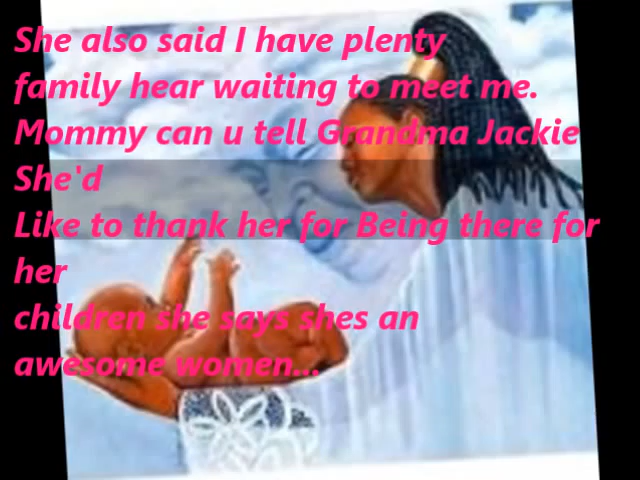 She also said I have plenty
family hear waiting to meet me.
Mommy can u tell Grandma Jackie
She'd
Like to thank her for Being there for
her
children she says shes an
awesome women...